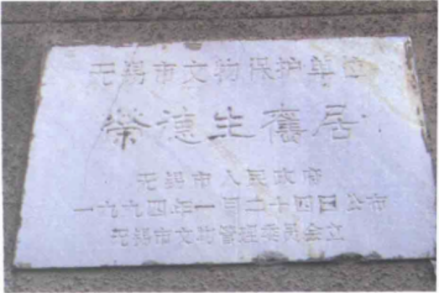 无锡市文物保护单位
榮德生舊居
无锡市人民政府
一九九四年一月二十四日公布
无锡市文物管理委员会立